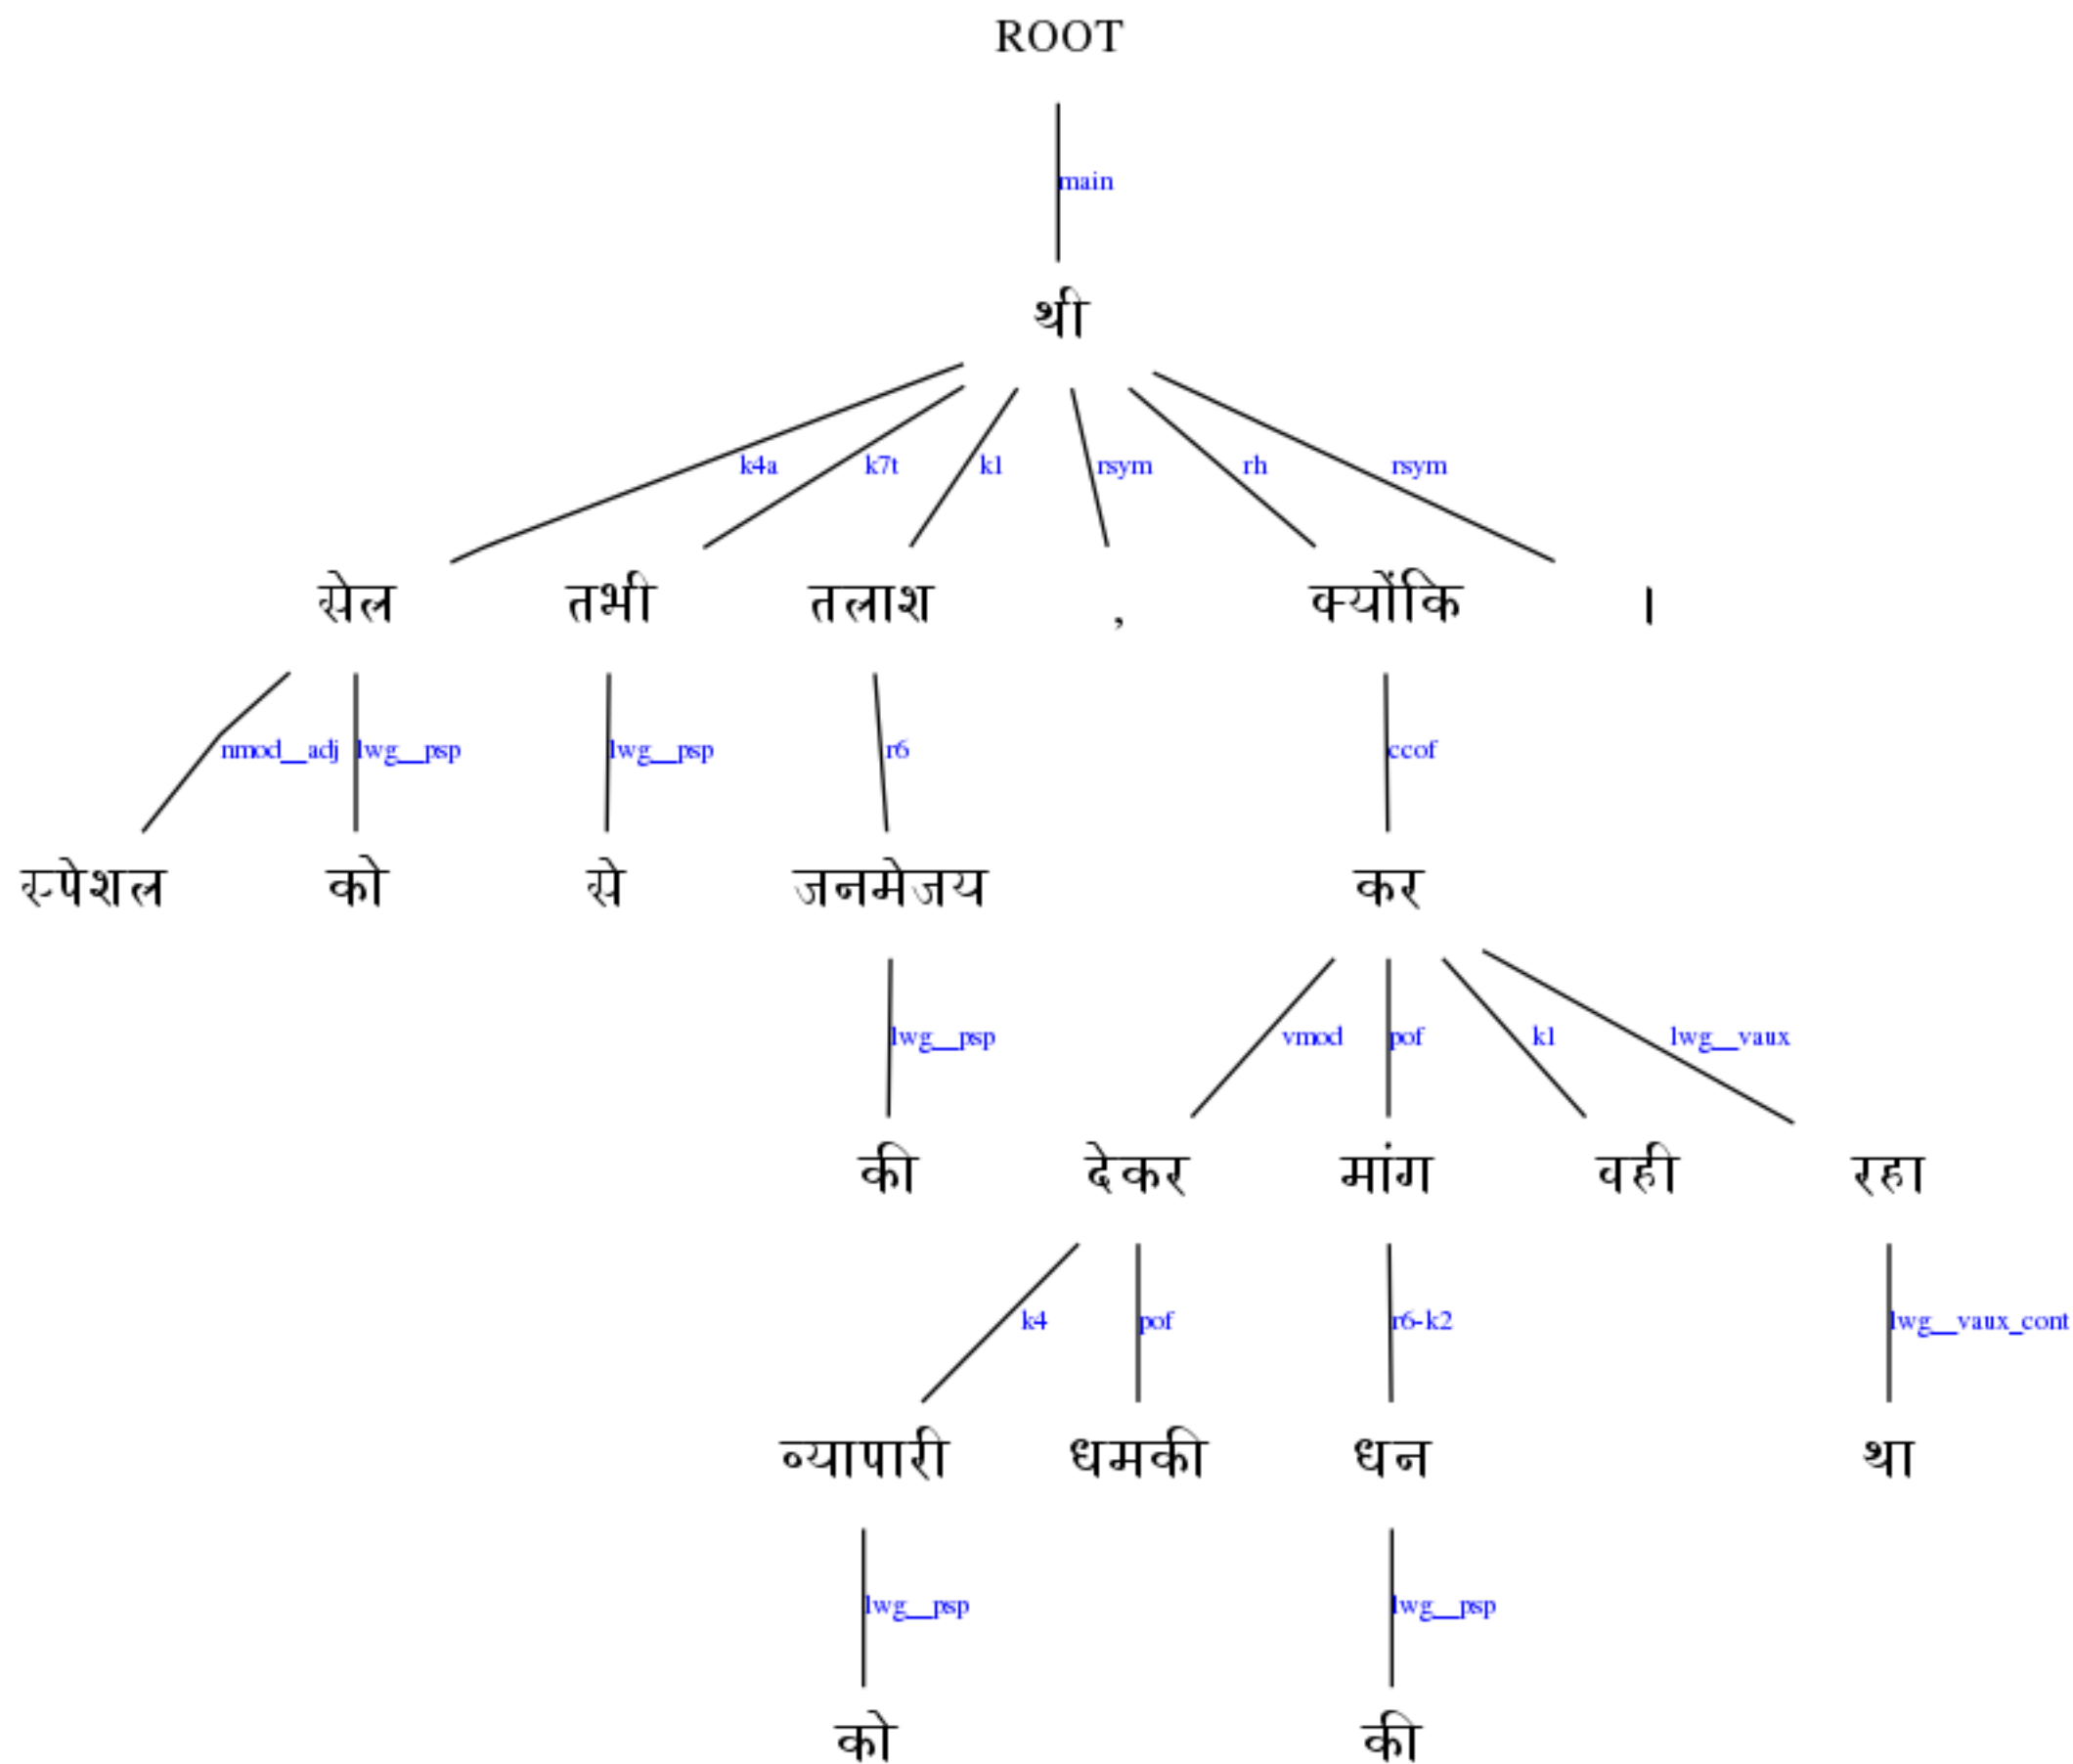 ROOT
main
थी
k4a k7t k1 rsym rh rsym
सेल तभी तलाश , क्योंकि ।
nmod__adj lwg__psp lwg__psp r6 ccof
स्पेशल को से जनमेजय कर
lwg__psp vmod pof k1 lwg__vaux
की देकर मांग वही रहा
k4 pof r6-k2 lwg__vaux_cont
व्यापारी धमकी धन था
lwg__psp lwg__psp
को की